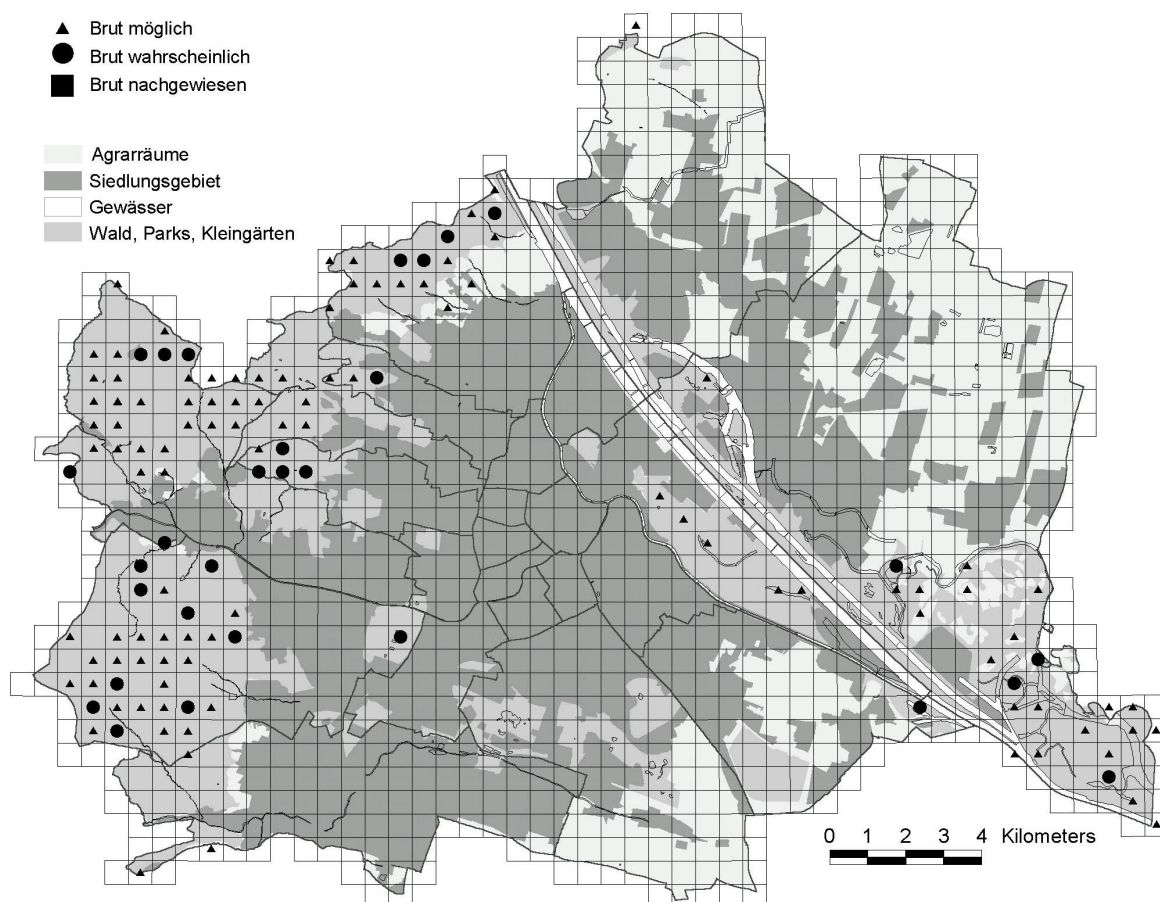 Brut möglich
Brut wahrscheinlich
Brut nachgewiesen
Agrarräume
Siedlungsgebiet
Gewässer
Wald, Parks, Kleingärten
0 1 2 3 4 Kilometers